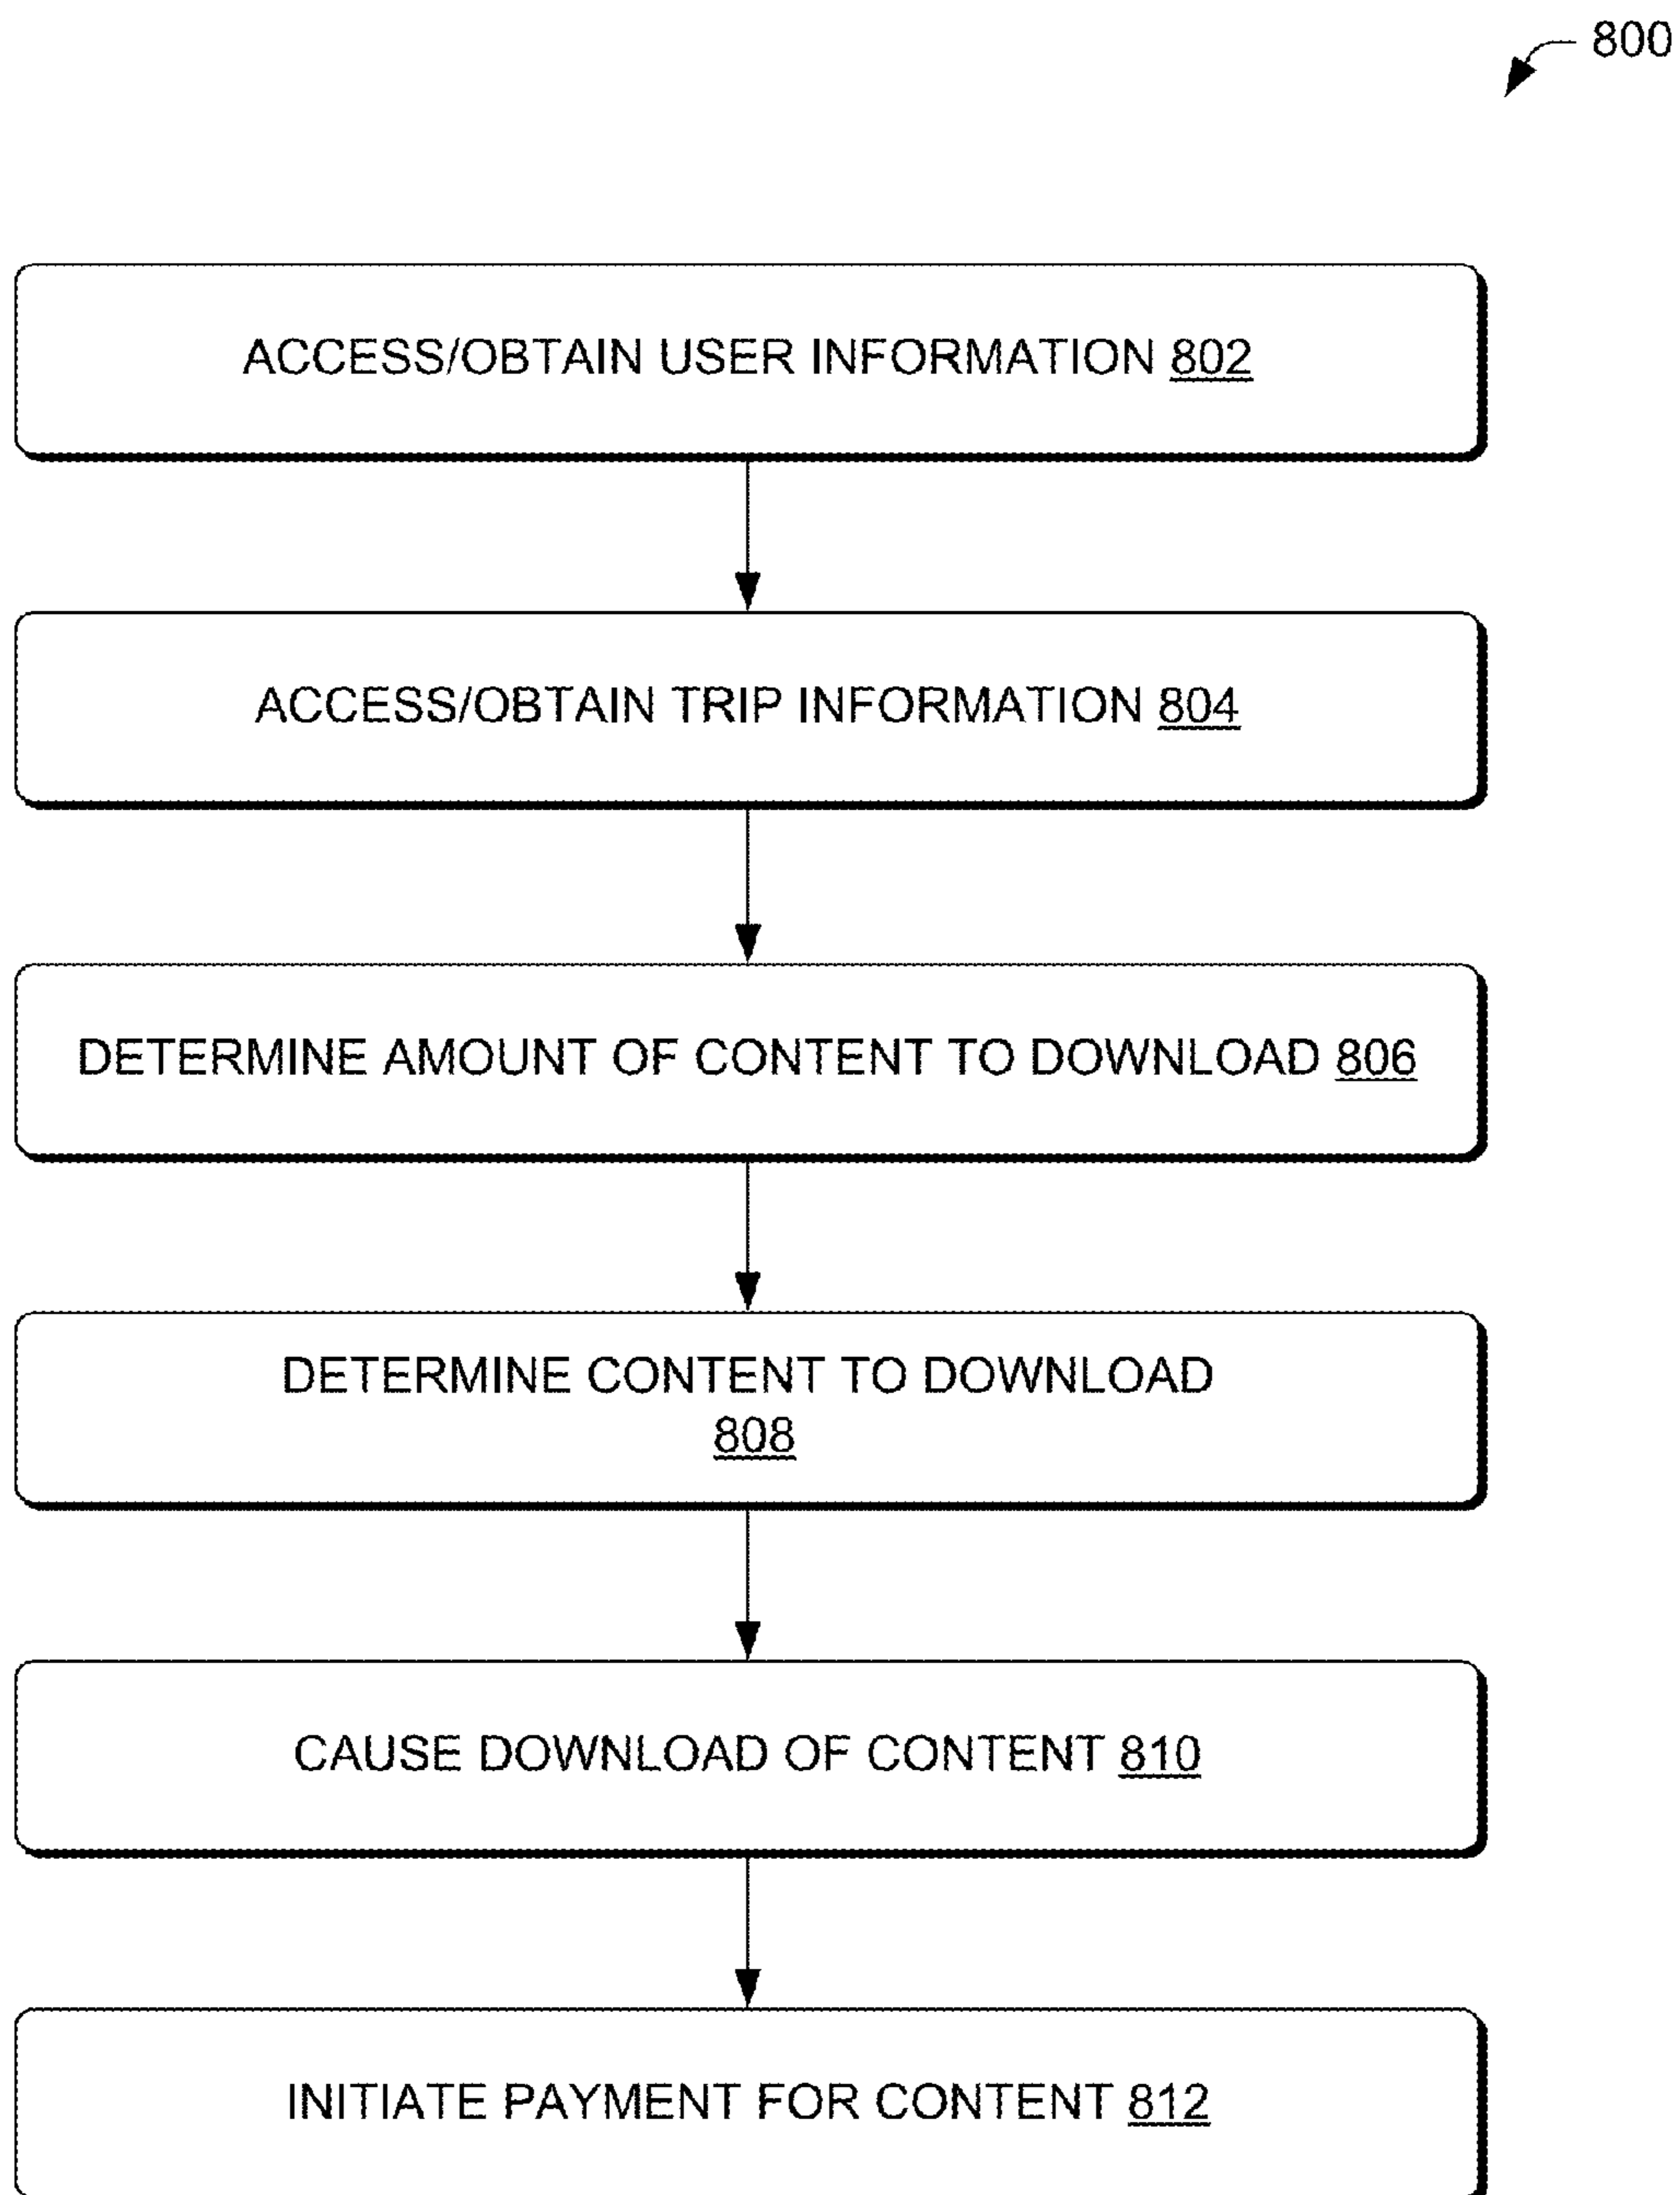 800
ACCESS/OBTAIN USER INFORMATION 802
ACCESS/OBTAIN TRIP INFORMATION 804
DETERMINE AMOUNT OF CONTENT TO DOWNLOAD 806
DETERMINE CONTENT TO DOWNLOAD
808
CAUSE DOWNLOAD OF CONTENT 810
INITIATE PAYMENT FOR CONTENT 812